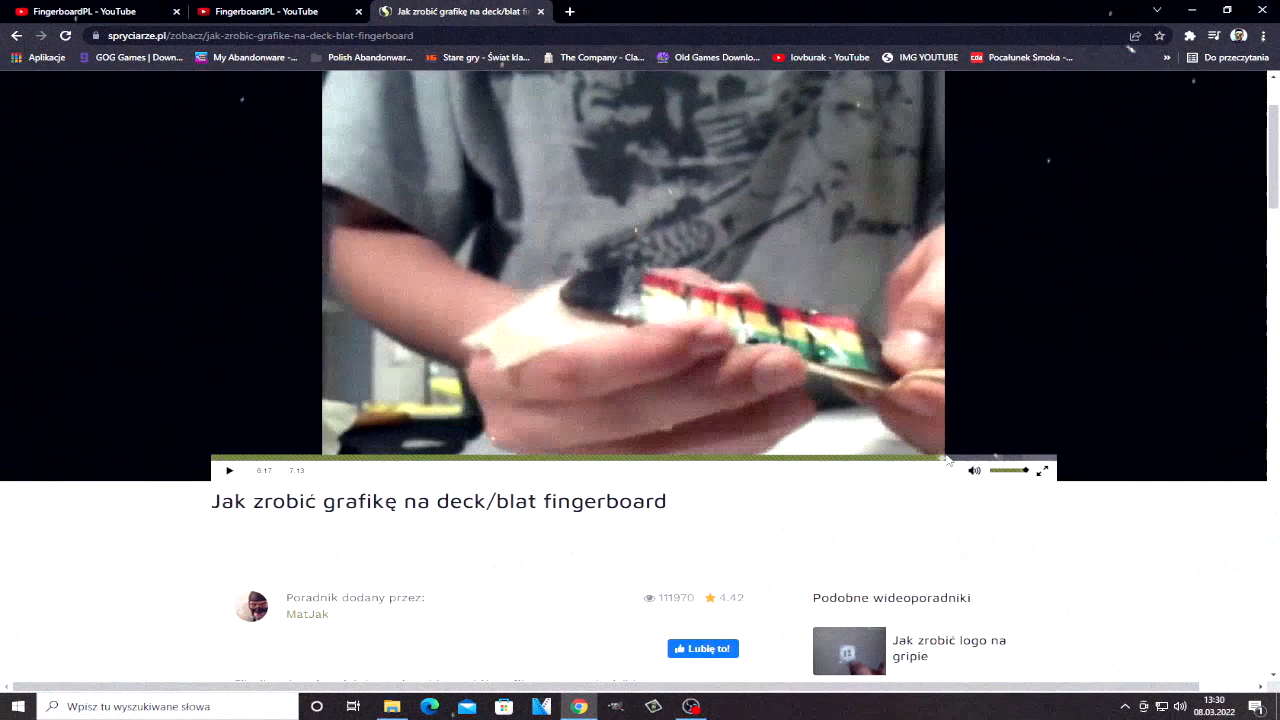 FingerboardPL - YouTube
FingerboardPL - YouTube
Jak zrobić grafikę na deck/blat fi
spryciarze.pl/zobacz/jak-zrobic-grafike-na-deck-blat-fingerboard
Aplikacje
GOG Games | Down...
My Abandonware -...
Polish Abandonwar...
Stare gry - Świat kla...
The Company - Cla...
Old Games Downlo...
lovburak - YouTube
IMG YOUTUBE
Pocałunek Smoka -...
»
Do przeczytania
6:17 7:13
Jak zrobić grafikę na deck/blat fingerboard
Poradnik dodany przez:
MatJak
111970 4.42
Lubię to!
Podobne wideoporadniki
Jak zrobić logo na
gripie
Wpisz tu wyszukiwane słowa
13:30
08.03.2022